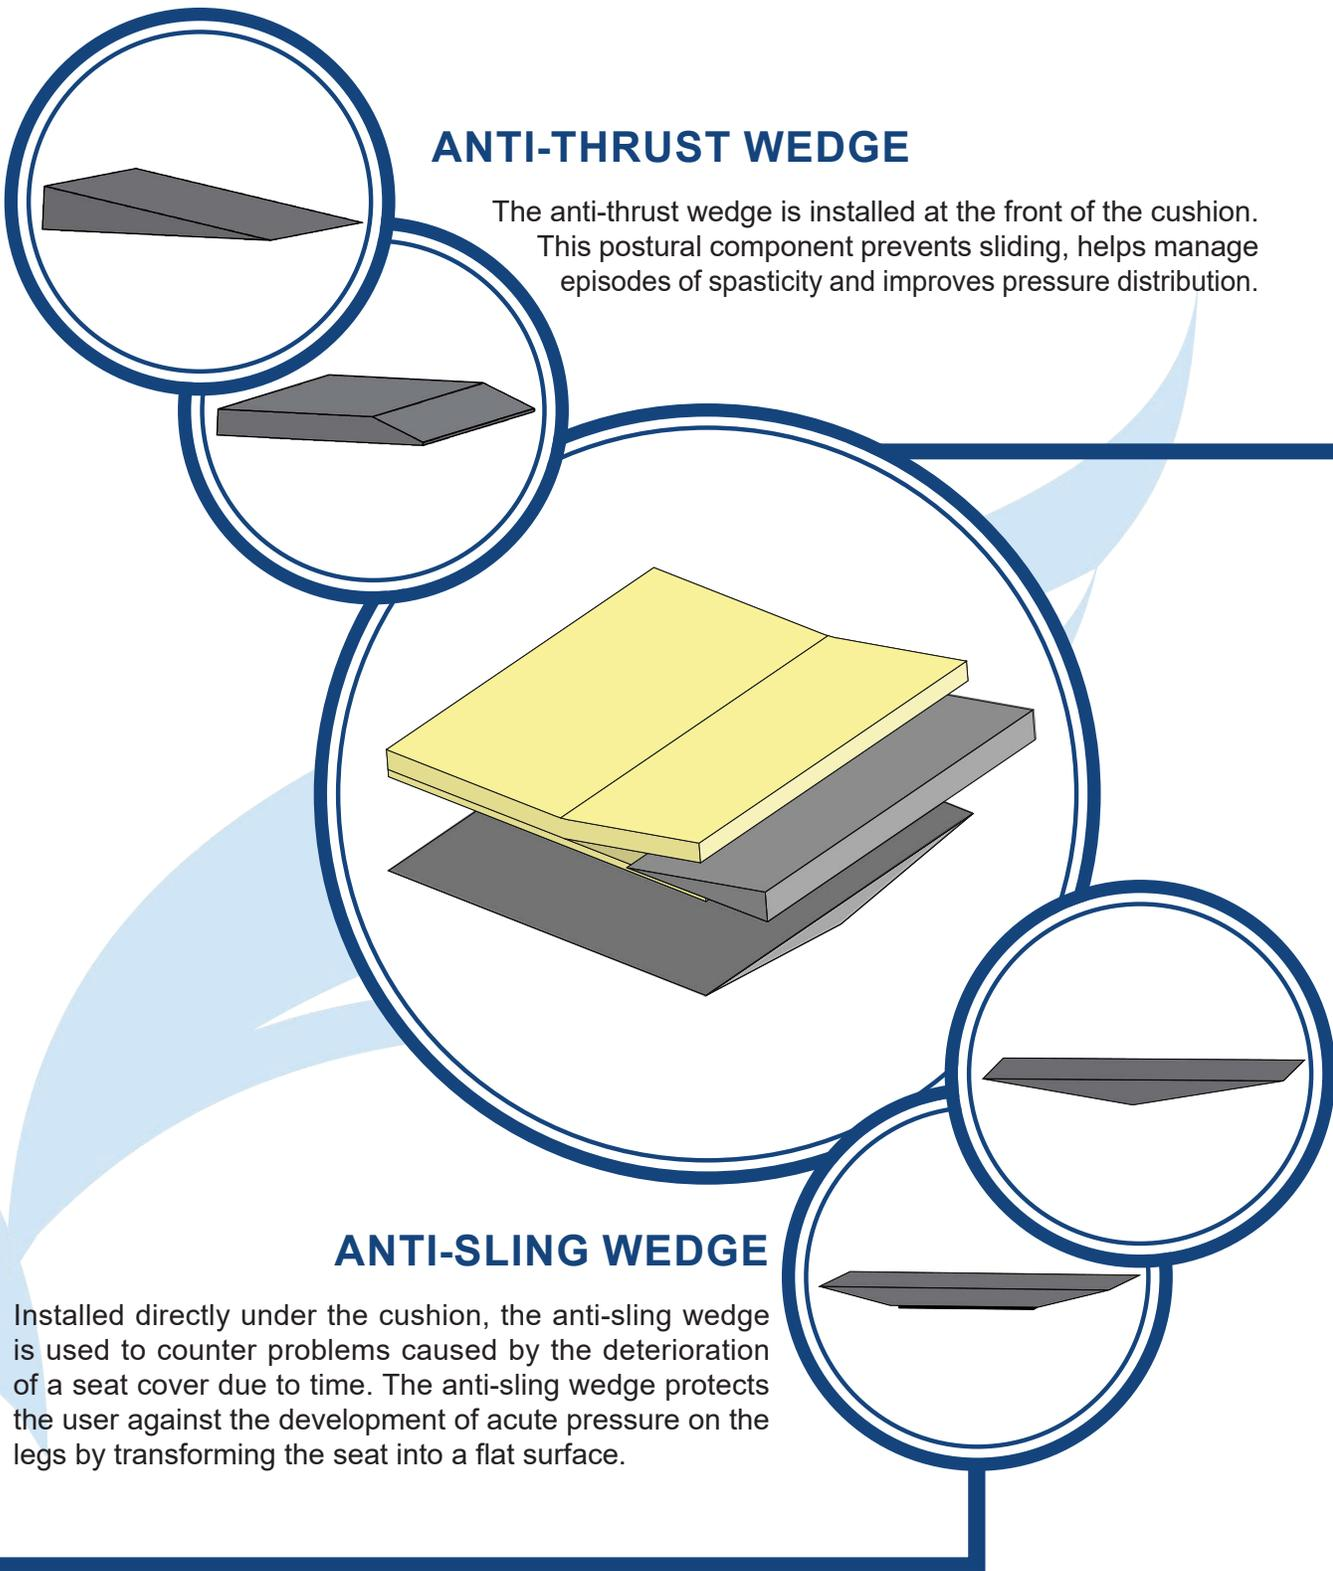 ANTI-THRUST WEDGE
The anti-thrust wedge is installed at the front of the cushion.
This postural component prevents sliding, helps manage
episodes of spasticity and improves pressure distribution.
ANTI-SLING WEDGE
Installed directly under the cushion, the anti-sling wedge
is used to counter problems caused by the deterioration
of a seat cover due to time. The anti-sling wedge protects
the user against the development of acute pressure on the
legs by transforming the seat into a flat surface.